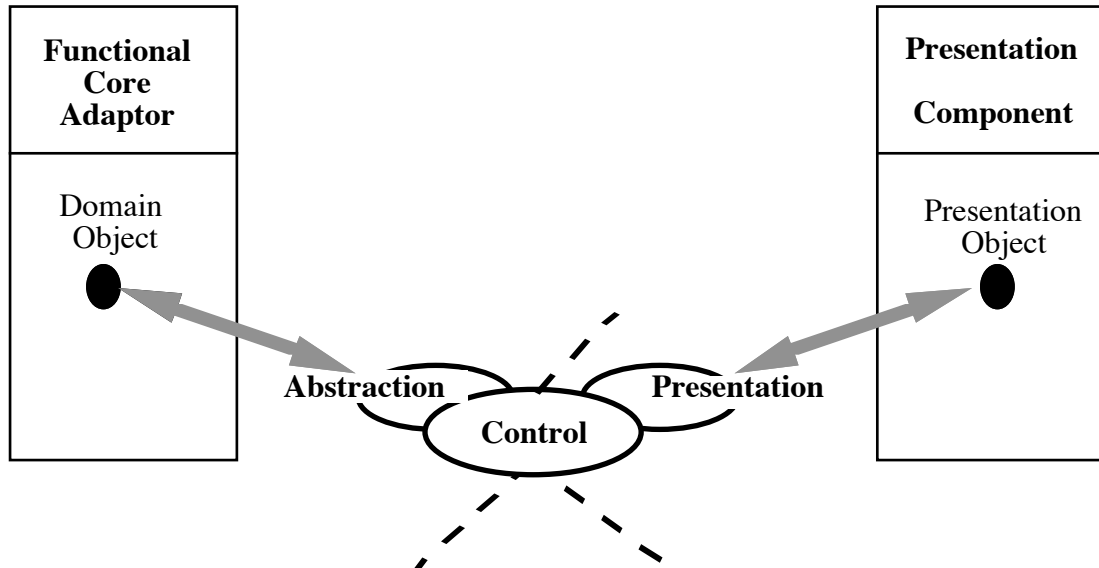 Functional
Core
Adaptor
Presentation
Component
Domain
Object
Presentation
Object
Abstraction
Presentation
Control